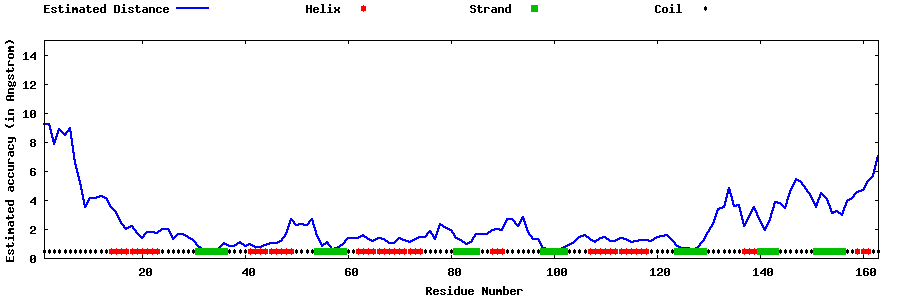 Estimated Distance Helix Strand Coil
Estimated accuracy (in Angstrom)
14
12
10
8
6
4
2
0
20 40 60 80 100 120 140 160
Residue Number